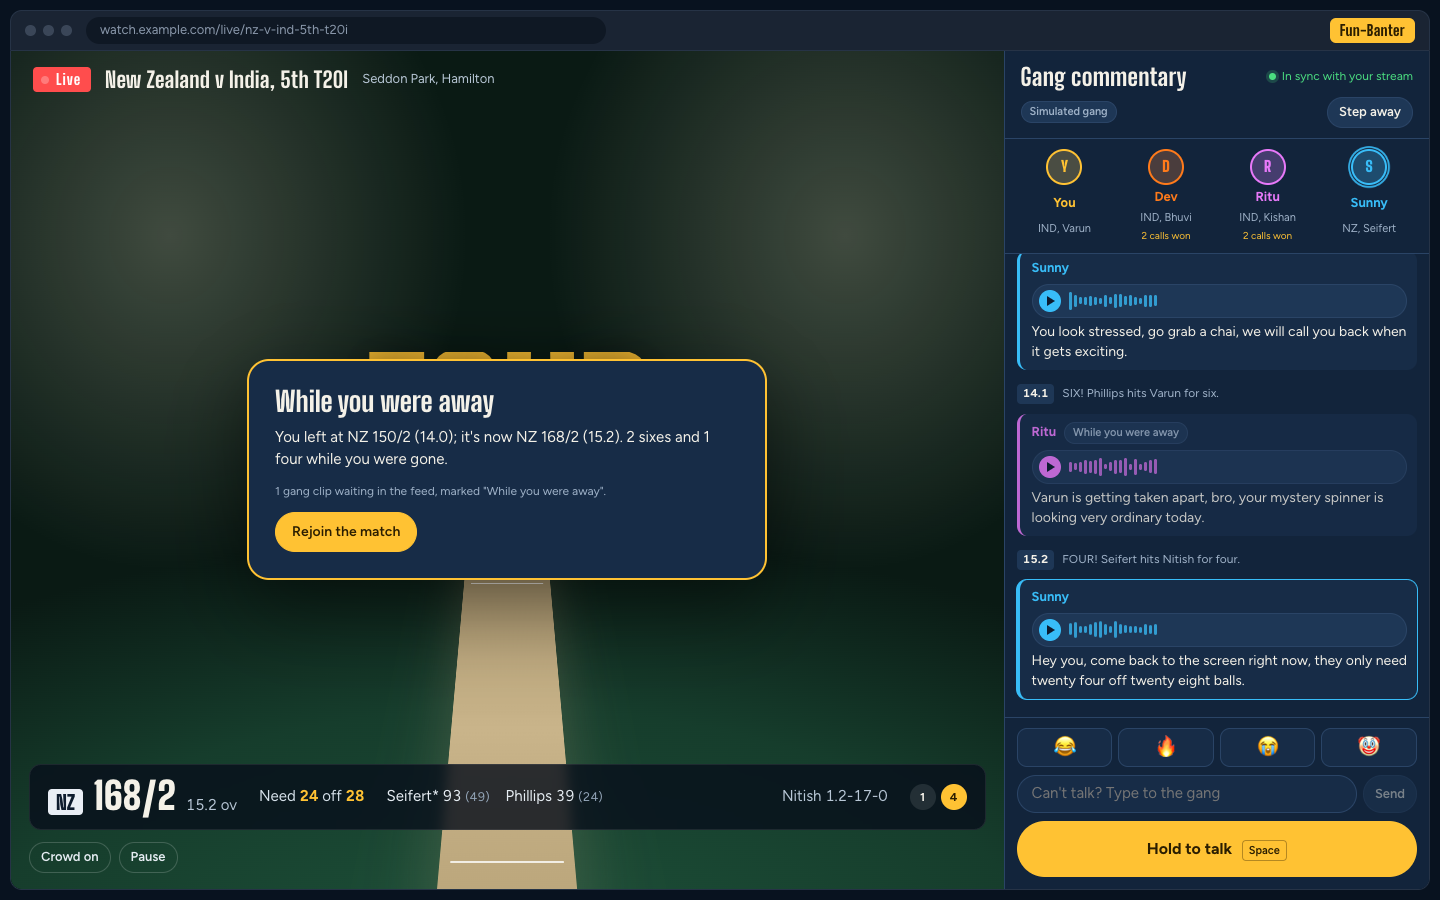 watch.example.com/live/nz-v-ind-5th-t20i
Fun-Banter
Live
New Zealand v India, 5th T20I
Seddon Park, Hamilton
While you were away
You left at NZ 150/2 (14.0); it's now NZ 168/2 (15.2). 2 sixes and 1
four while you were gone.
1 gang clip waiting in the feed, marked "While you were away".
Rejoin the match
NZ 168/2 15.2 ov
Need 24 off 28
Seifert* 93 (49) Phillips 39 (24)
Nitish 1.2-17-0
1 4
Crowd on
Pause
Gang commentary
In sync with your stream
Simulated gang
Step away
Y
You
IND, Varun
D
Dev
IND, Bhuvi
2 calls won
R
Ritu
IND, Kishan
2 calls won
S
Sunny
NZ, Seifert
Sunny
You look stressed, go grab a chai, we will call you back when
it gets exciting.
14.1 SIX! Phillips hits Varun for six.
Ritu While you were away
Varun is getting taken apart, bro, your mystery spinner is
looking very ordinary today.
15.2 FOUR! Seifert hits Nitish for four.
Sunny
Hey you, come back to the screen right now, they only need
twenty four off twenty eight balls.
Can't talk? Type to the gang
Send
Hold to talk Space